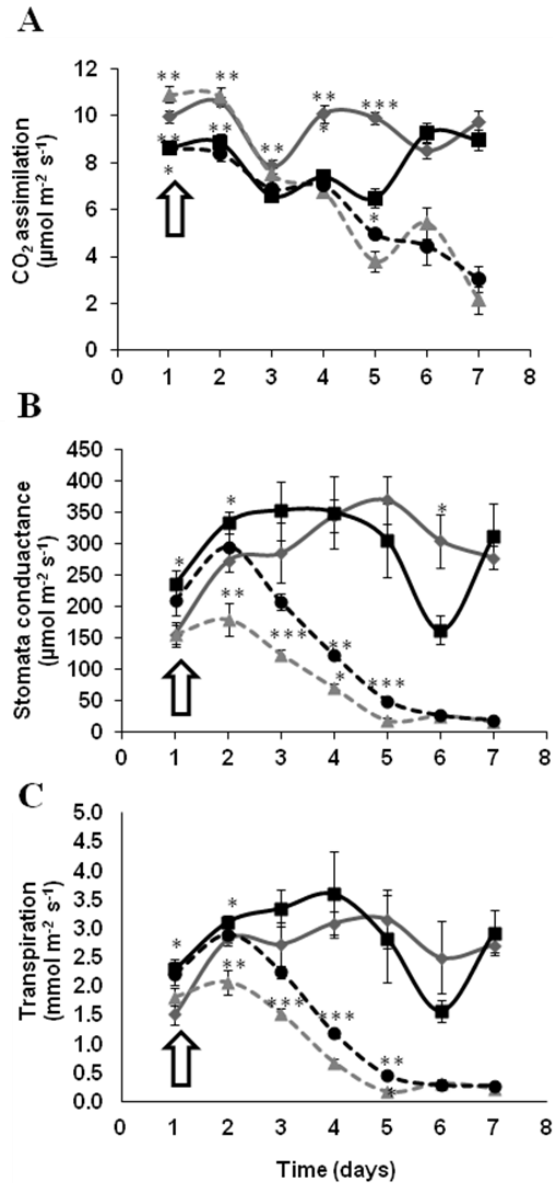 A
CO2 assimilation
(µmol m-2 s-1)
12
10
8
6
4
2
0
** ** ** ** ***
** ** *
* *
0 1 2 3 4 5 6 7 8
B
Stomata conduactance
(µmol m-2 s-1)
450
400
350
300
250
200
150
100
50
0
* * *
** *** ** ***
*
0 1 2 3 4 5 6 7 8
C
Transpiration
(mmol m-2 s-1)
5.0
4.5
4.0
3.5
3.0
2.5
2.0
1.5
1.0
0.5
0.0
* *
** *** *** **
*
0 1 2 3 4 5 6 7 8
Time (days)